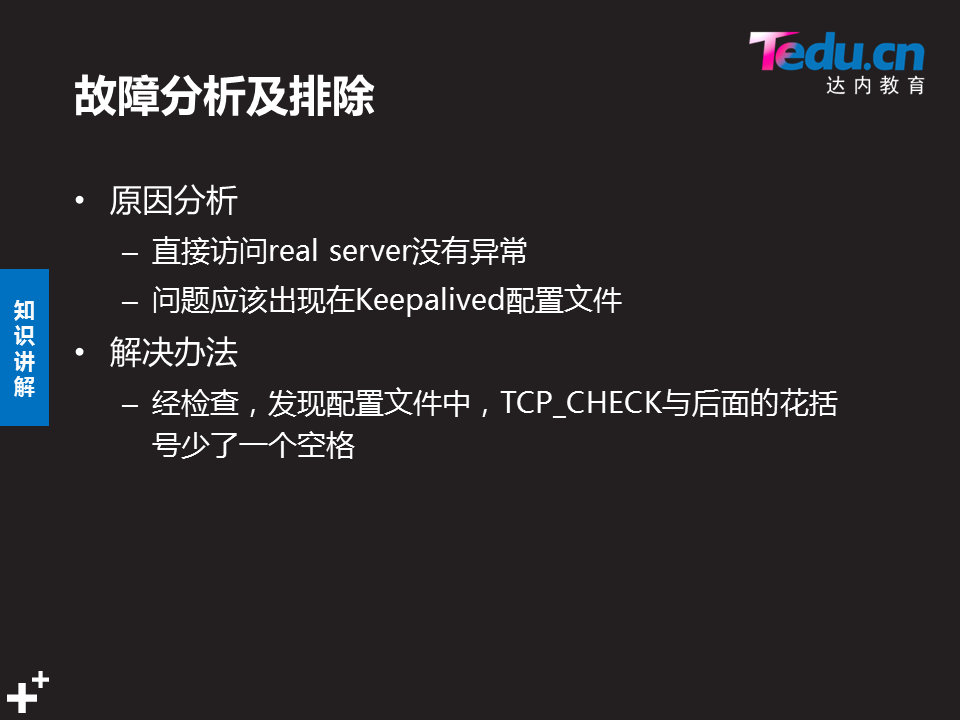 Tedu.cn
达内教育
故障分析及排除
• 原因分析
– 直接访问real server没有异常
– 问题应该出现在Keepalived配置文件
• 解决办法
– 经检查，发现配置文件中，TCP_CHECK与后面的花括
号少了一个空格
知
识
讲
解